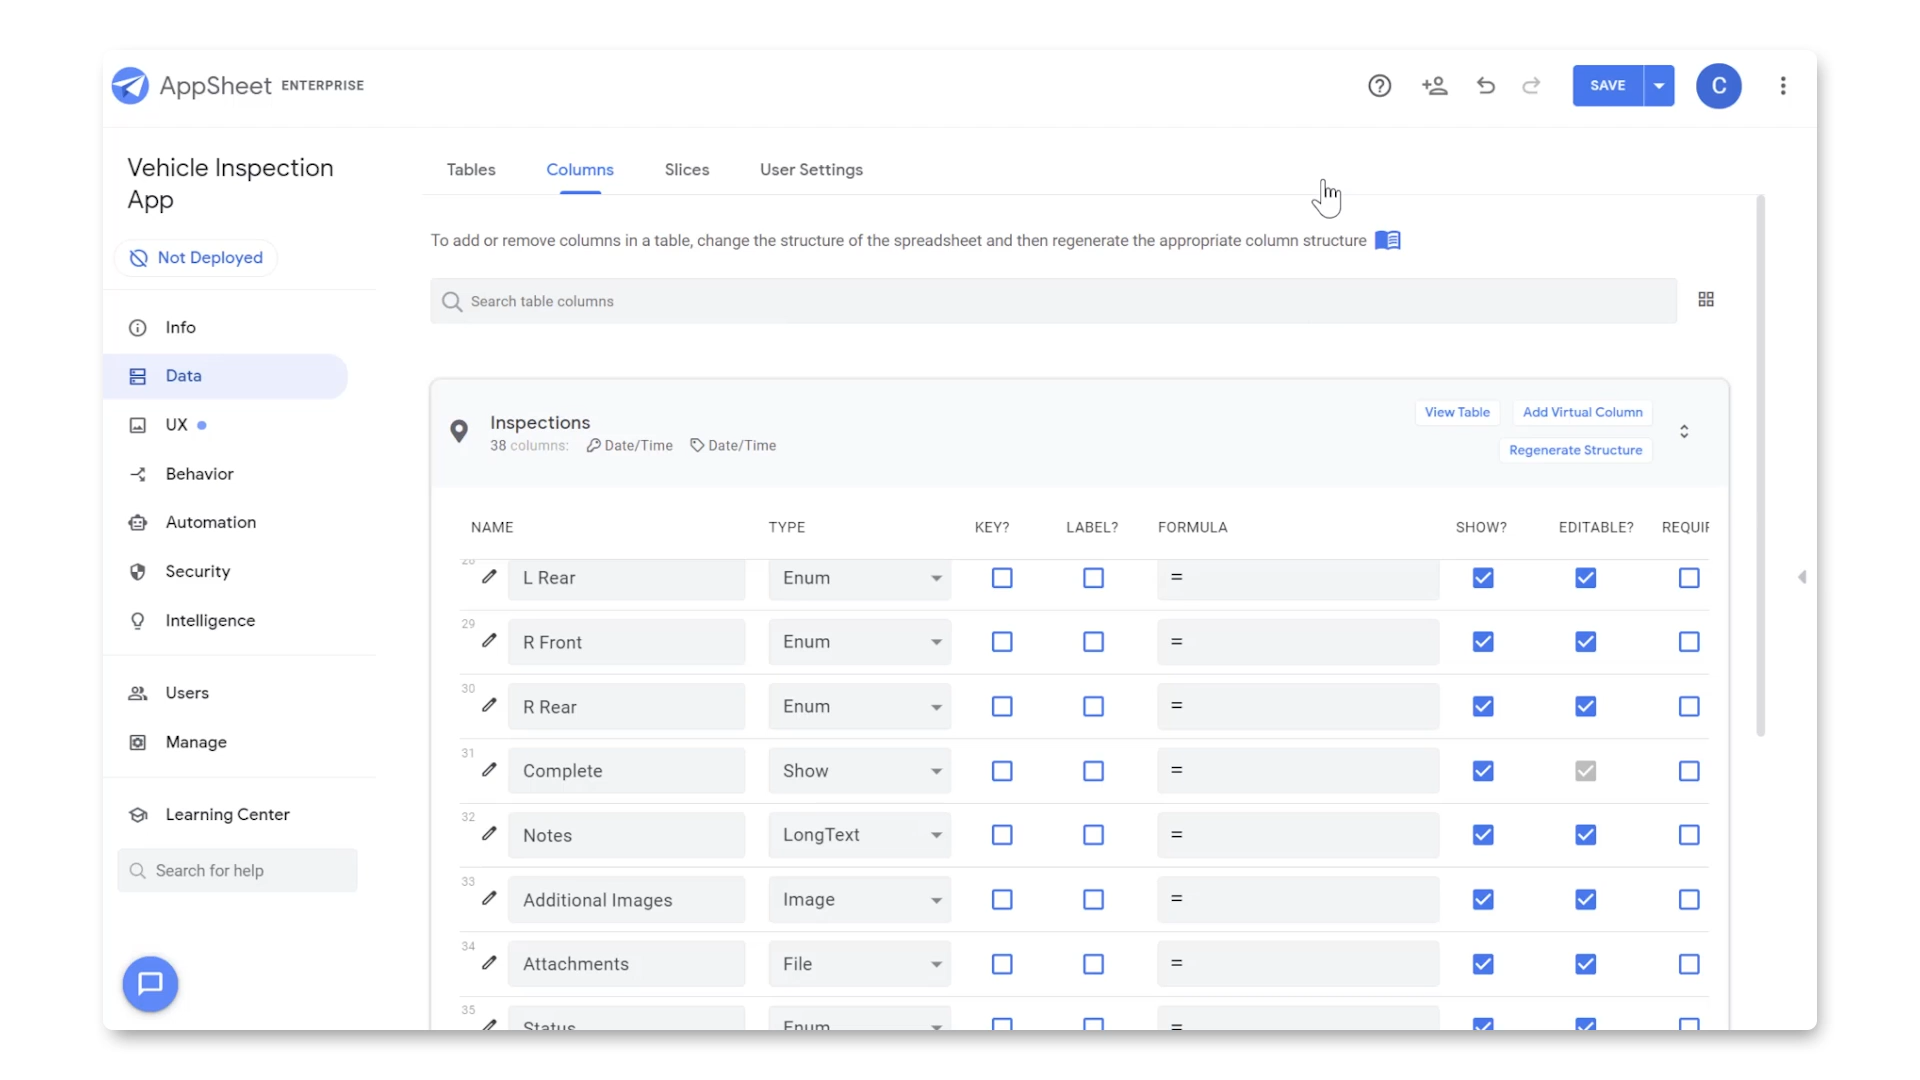 AppSheet ENTERPRISE
SAVE
C
Vehicle Inspection
App
Not Deployed
Info
Data
UX
Behavior
Automation
Security
Intelligence
Users
Manage
Learning Center
Search for help
Tables Columns Slices User Settings
To add or remove columns in a table, change the structure of the spreadsheet and then regenerate the appropriate column structure
Search table columns
Inspections
38 columns: Date/Time Date/Time
View Table Add Virtual Column
Regenerate Structure
NAME TYPE KEY? LABEL? FORMULA SHOW? EDITABLE? REQUIR
28 L Rear Enum =
29 R Front Enum =
30 R Rear Enum =
31 Complete Show =
32 Notes LongText =
33 Additional Images Image =
34 Attachments File =
35 Status Enum =